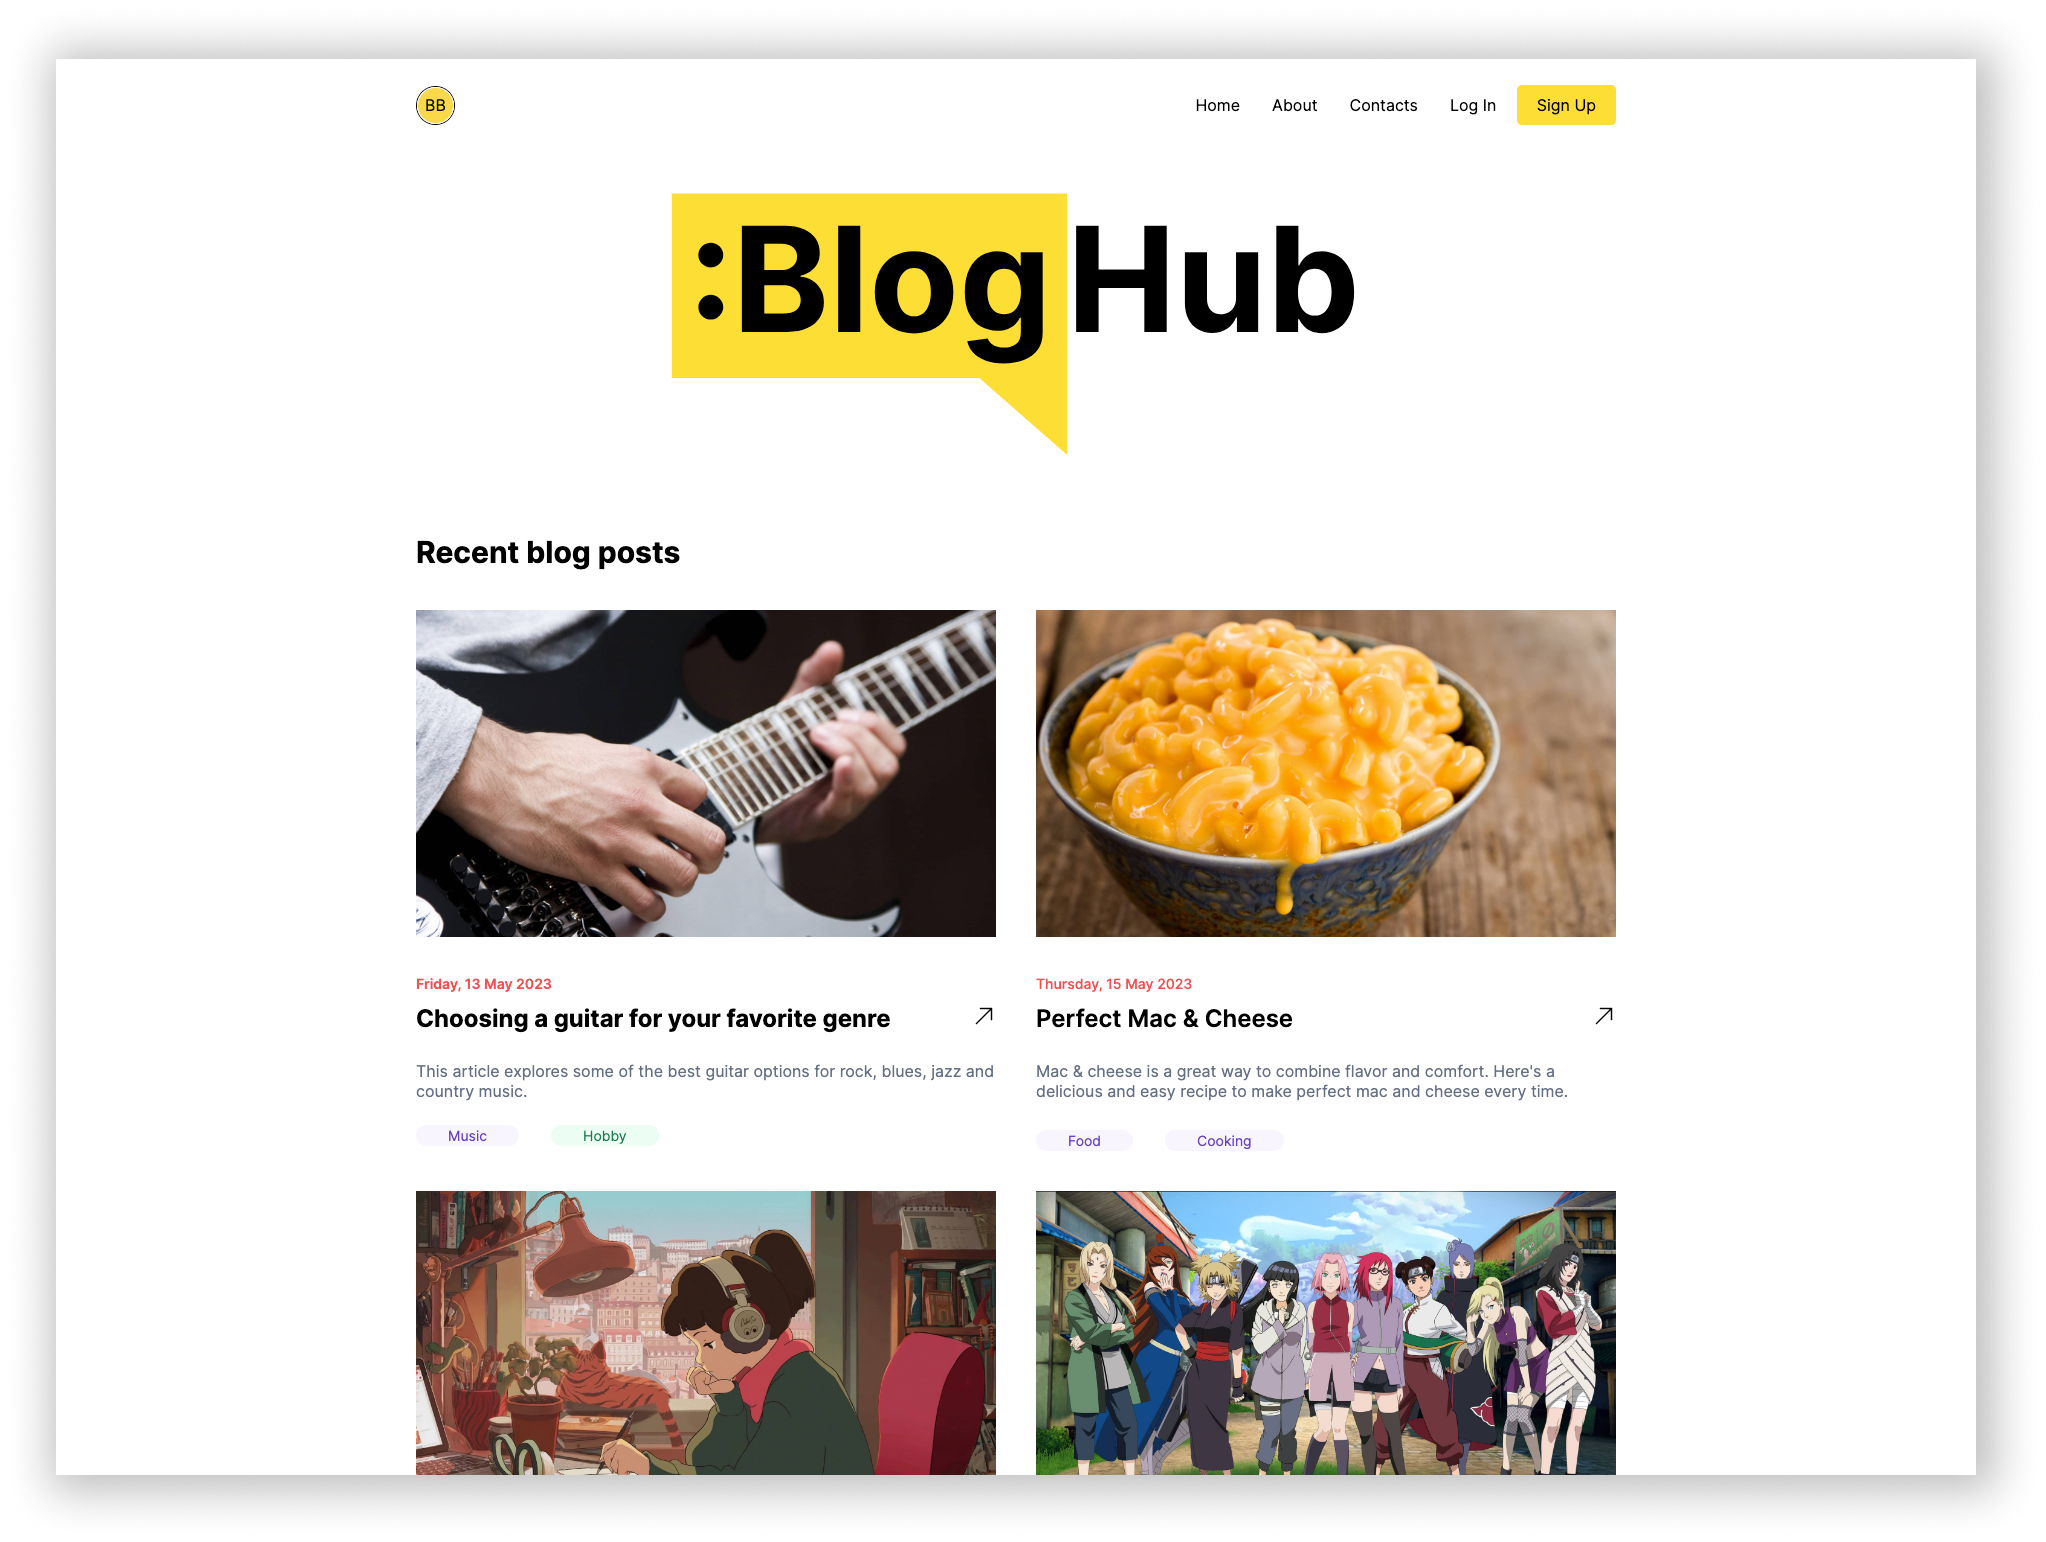 BB
Home About Contacts Log In Sign Up
:BlogHub
Recent blog posts
Friday, 13 May 2023
Choosing a guitar for your favorite genre
This article explores some of the best guitar options for rock, blues, jazz and
country music.
Music Hobby
Thursday, 15 May 2023
Perfect Mac & Cheese
Mac & cheese is a great way to combine flavor and comfort. Here's a
delicious and easy recipe to make perfect mac and cheese every time.
Food Cooking